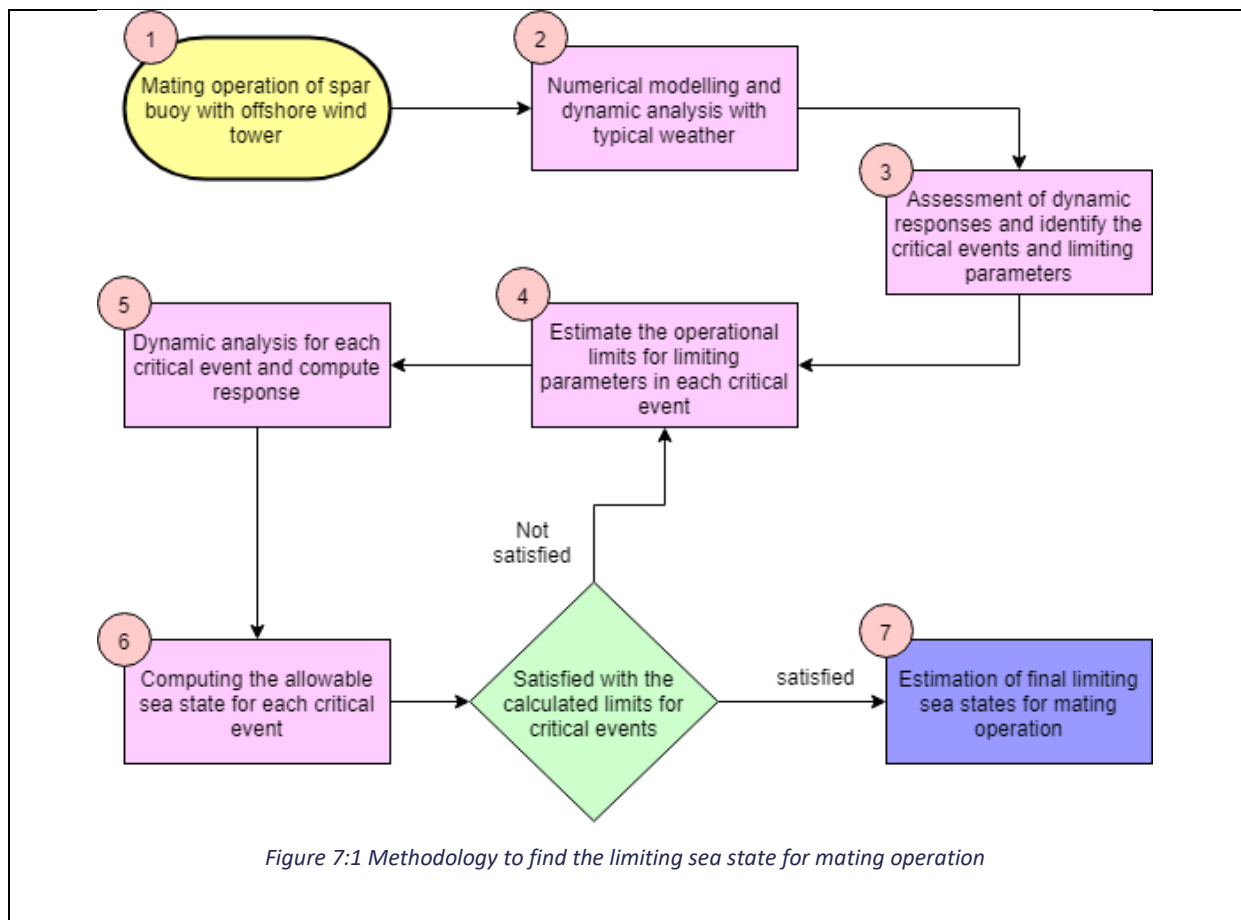 1
Mating operation of spar
buoy with offshore wind
tower
2
Numerical modelling and
dynamic analysis with
typical weather
3
Assessment of dynamic
responses and identify the
critical events and limiting
parameters
4
Estimate the operational
limits for limiting
parameters in each critical
event
5
Dynamic analysis for each
critical event and compute
response
6
Computing the allowable
sea state for each critical
event
Satisfied with the
calculated limits for
critical events
Not
satisfied
satisfied
7
Estimation of final limiting
sea states for mating
operation
Figure 7:1 Methodology to find the limiting sea state for mating operation